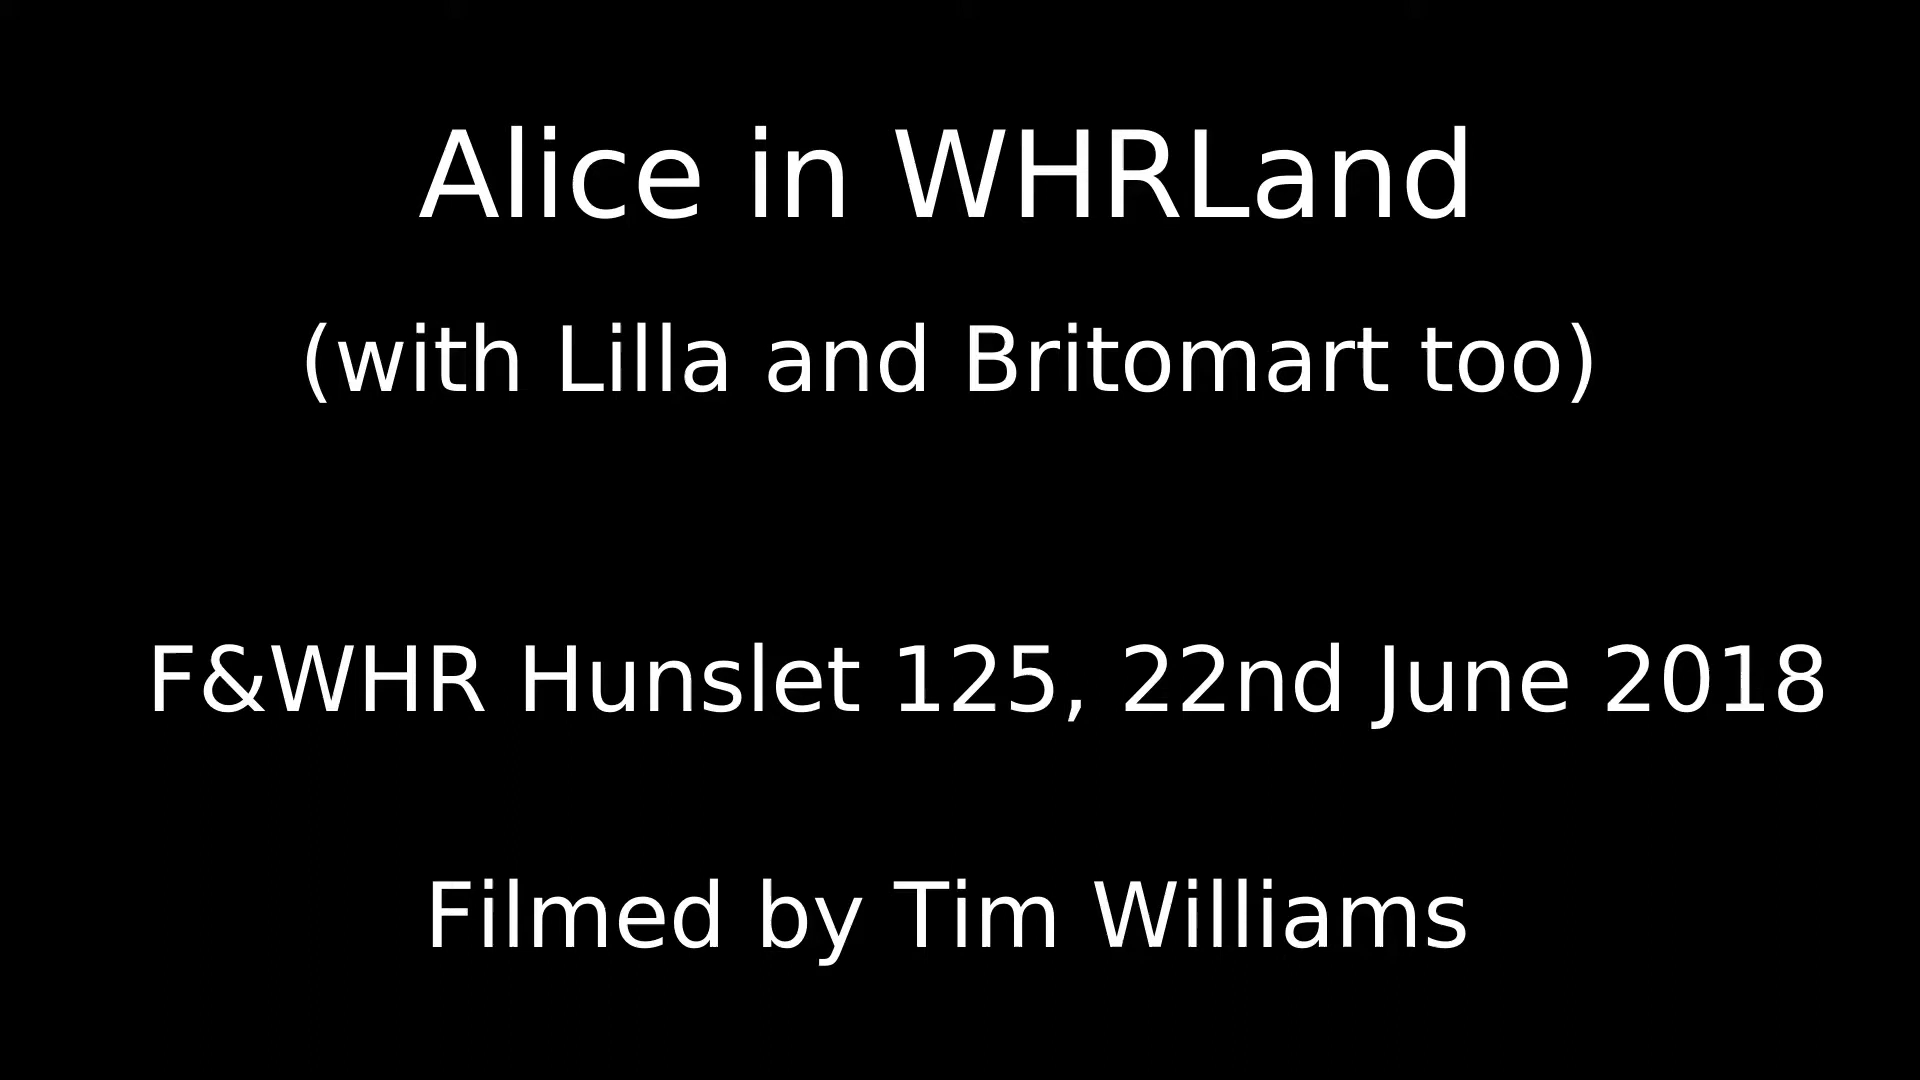 Alice in WHRLand
(with Lilla and Britomart too)
F&WHR Hunslet 125, 22nd June 2018
Filmed by Tim Williams